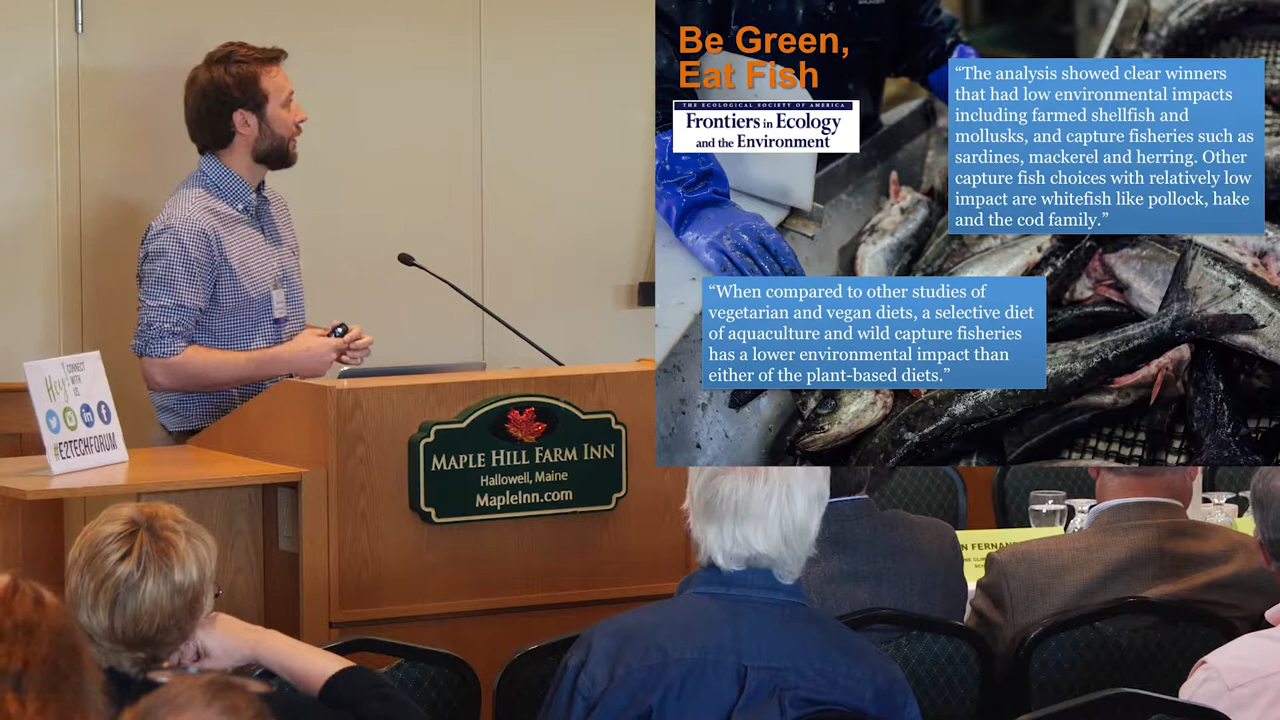 Be Green,
Eat Fish
THE ECOLOGICAL SOCIETY OF AMERICA
Frontiers in Ecology
and the Environment
“The analysis showed clear winners
that had low environmental impacts
including farmed shellfish and
mollusks, and capture fisheries such as
sardines, mackerel and herring. Other
capture fish choices with relatively low
impact are whitefish like pollock, hake
and the cod family.”
“When compared to other studies of
vegetarian and vegan diets, a selective diet
of aquaculture and wild capture fisheries
has a lower environmental impact than
either of the plant-based diets.”
Hey!
CONNECT
WITH
US
#E2TECHFORUM
MAPLE HILL FARM INN
Hallowell, Maine
MapleInn.com
N FERNAN